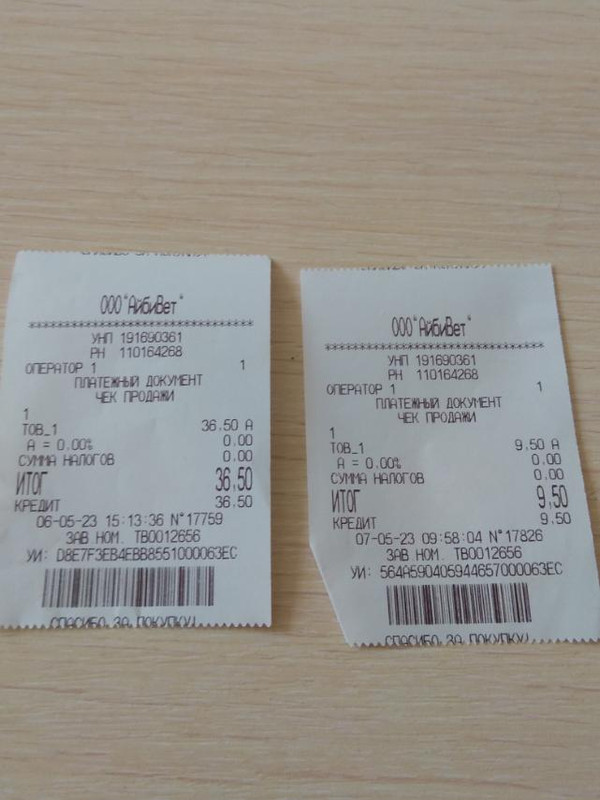 ООО "АйбиВет"
УНП 191690361
РН 110164268
ОПЕРАТОР 1 1
ПЛАТЕЖНЫЙ ДОКУМЕНТ
ЧЕК ПРОДАЖИ
1
ТОВ_1 36.50 А
А = 0.00% 0.00
СУММА НАЛОГОВ 0.00
ИТОГ 36,50
КРЕДИТ 36.50
06-05-23 15:13:36 N°17759
ЗАВ НОМ. TB0012656
УИ: D8E7F3EB4FBB8551000063EC
СПАСИБО ЗА ПОКУПКУ!
ООО "АйбиВет"
УНП 191690361
РН 110164268
ОПЕРАТОР 1 1
ПЛАТЕЖНЫЙ ДОКУМЕНТ
ЧЕК ПРОДАЖИ
1
ТОВ_1 9.50 А
А = 0.00% 0.00
СУММА НАЛОГОВ 0.00
ИТОГ 9,50
КРЕДИТ 9.50
07-05-23 09:58:04 N°17826
ЗАВ НОМ. TB0012656
УИ: 564A590405944657000063EC
СПАСИБО ЗА ПОКУПКУ!